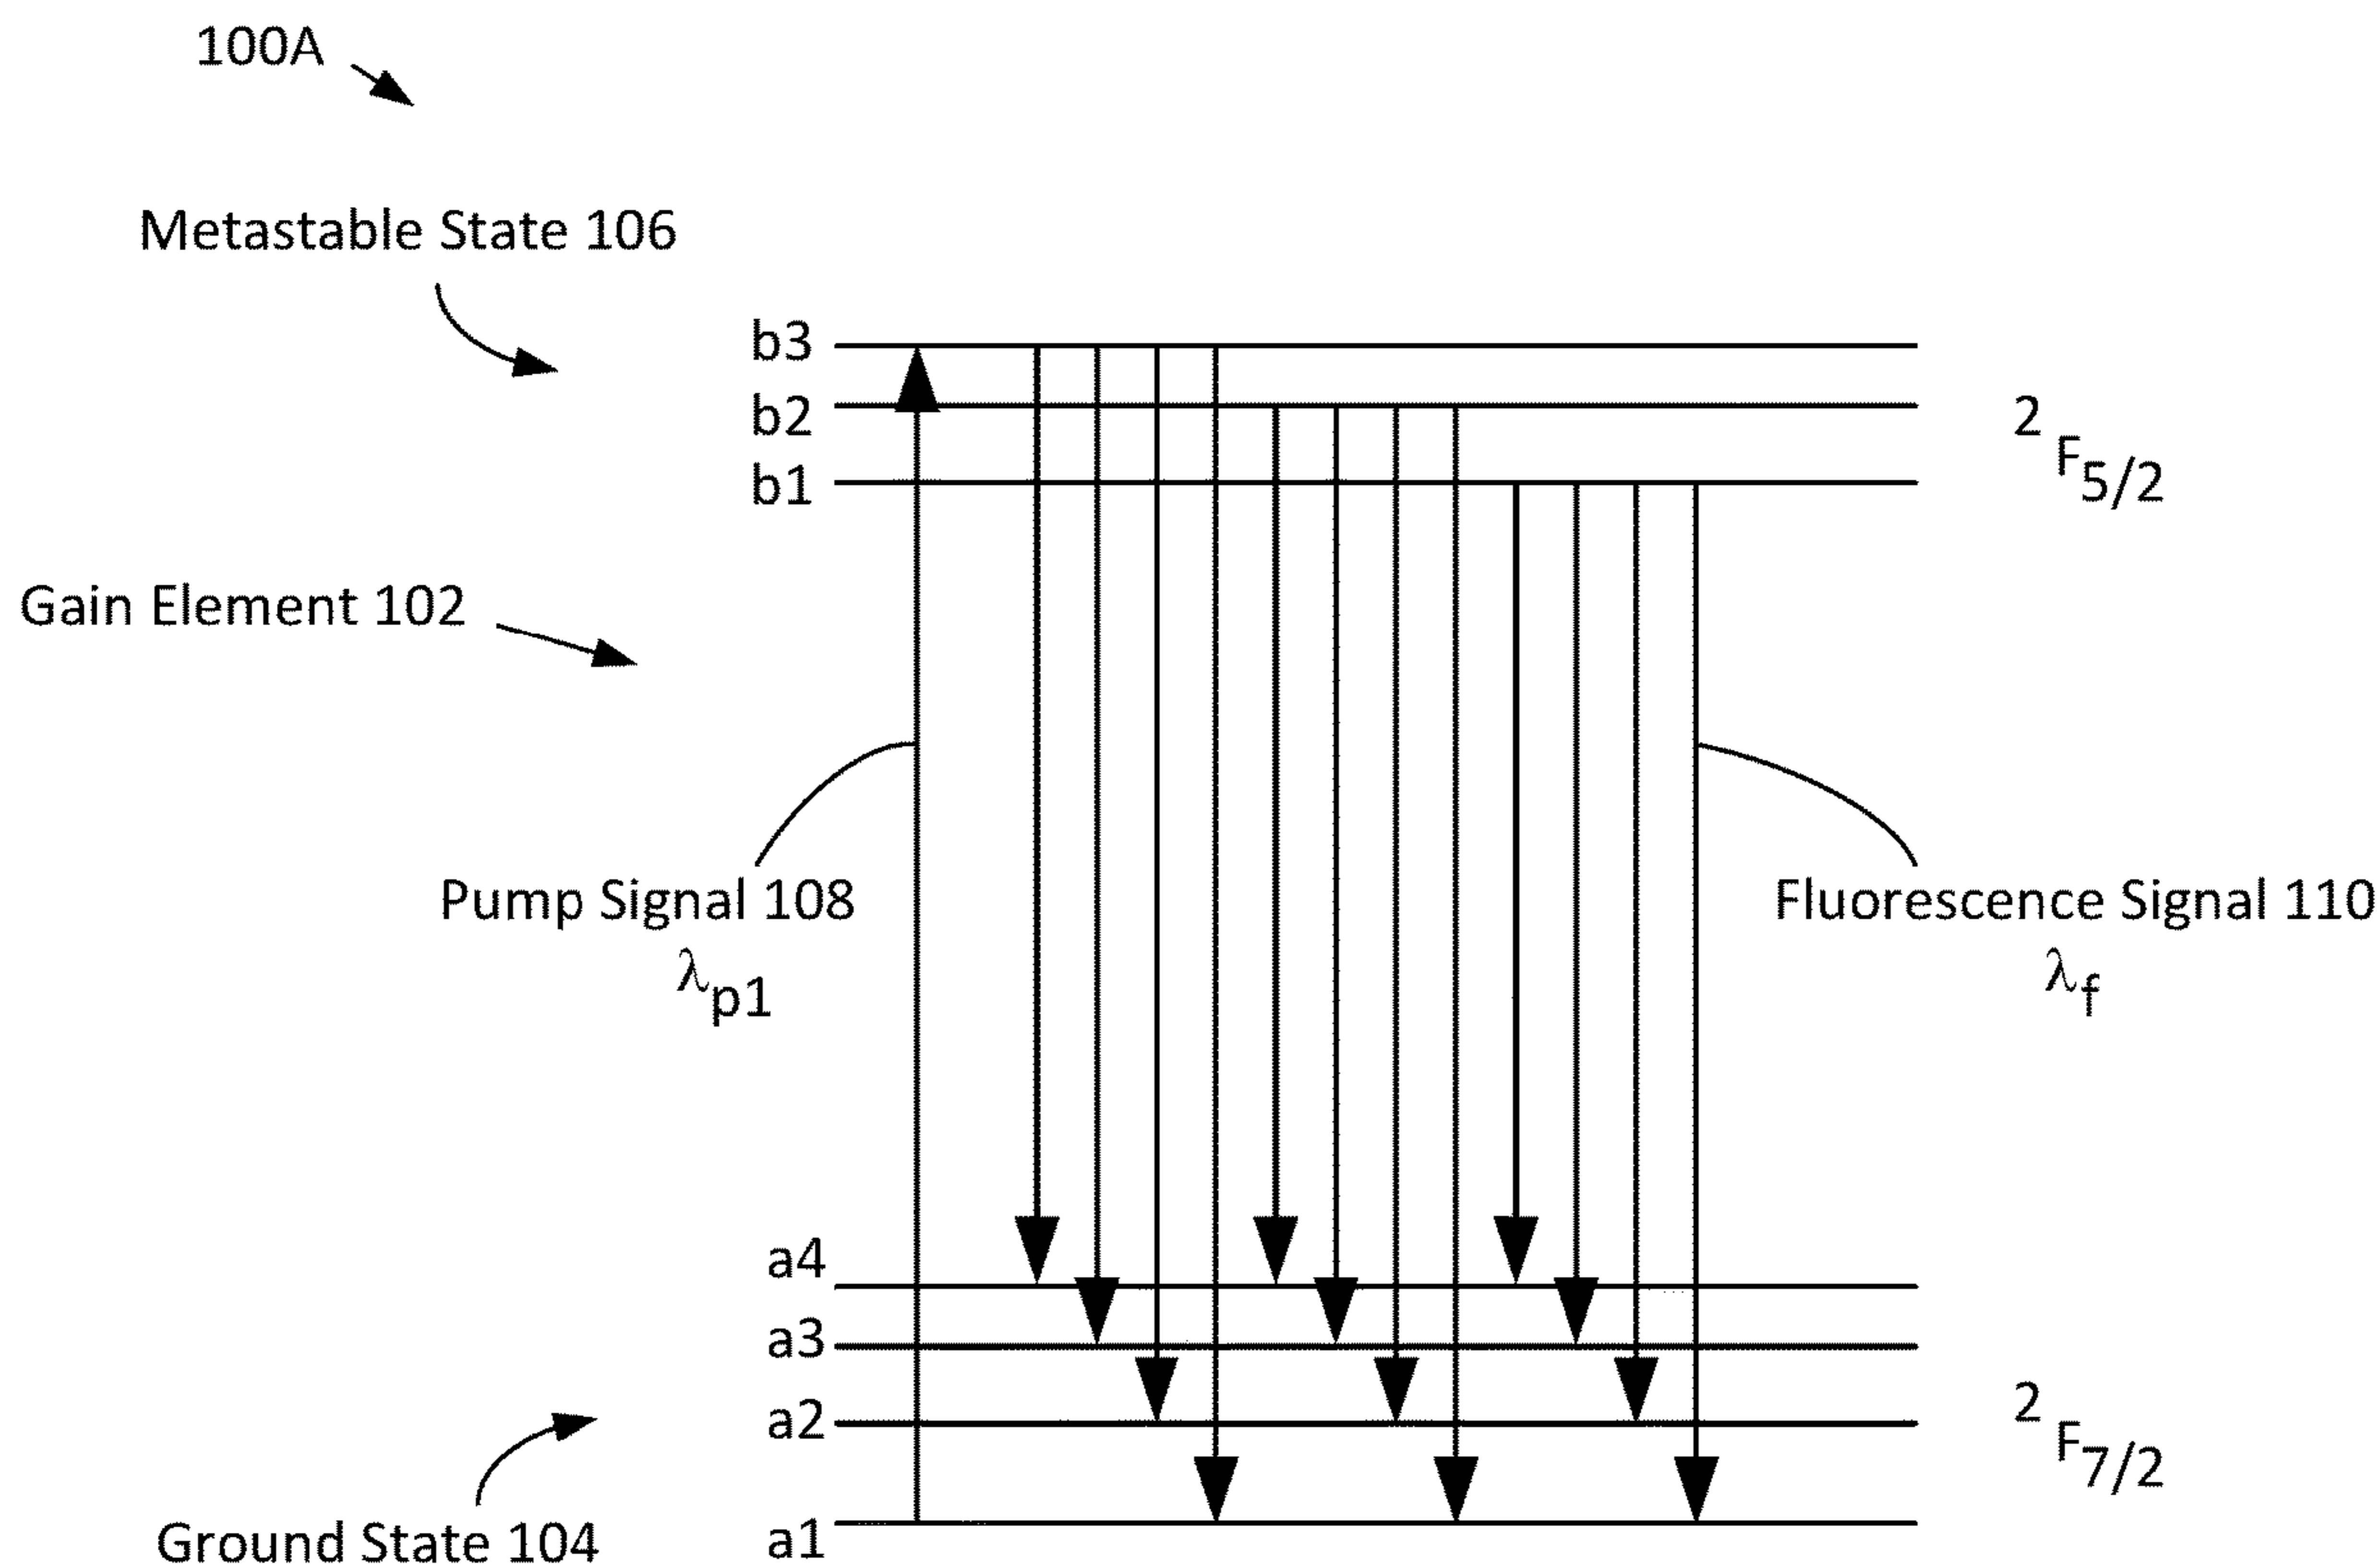 100A
Metastable State 106
b3
b2
b1
2
F5/2
Gain Element 102
Pump Signal 108
λp1
Fluorescence Signal 110
λf
a4
a3
a2
a1
2
F7/2
Ground State 104